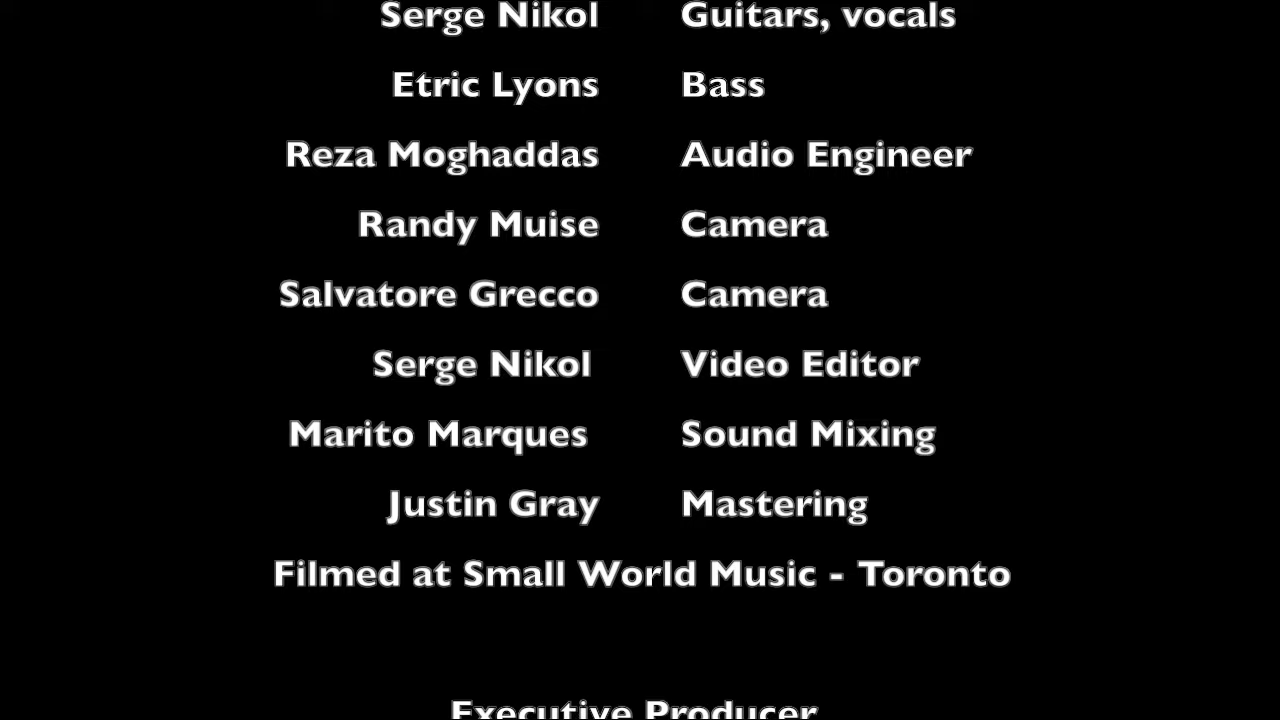 Serge Nikol Guitars, vocals
Etric Lyons Bass
Reza Moghaddas Audio Engineer
Randy Muise Camera
Salvatore Grecco Camera
Serge Nikol Video Editor
Marito Marques Sound Mixing
Justin Gray Mastering
Filmed at Small World Music - Toronto
Executive Producer